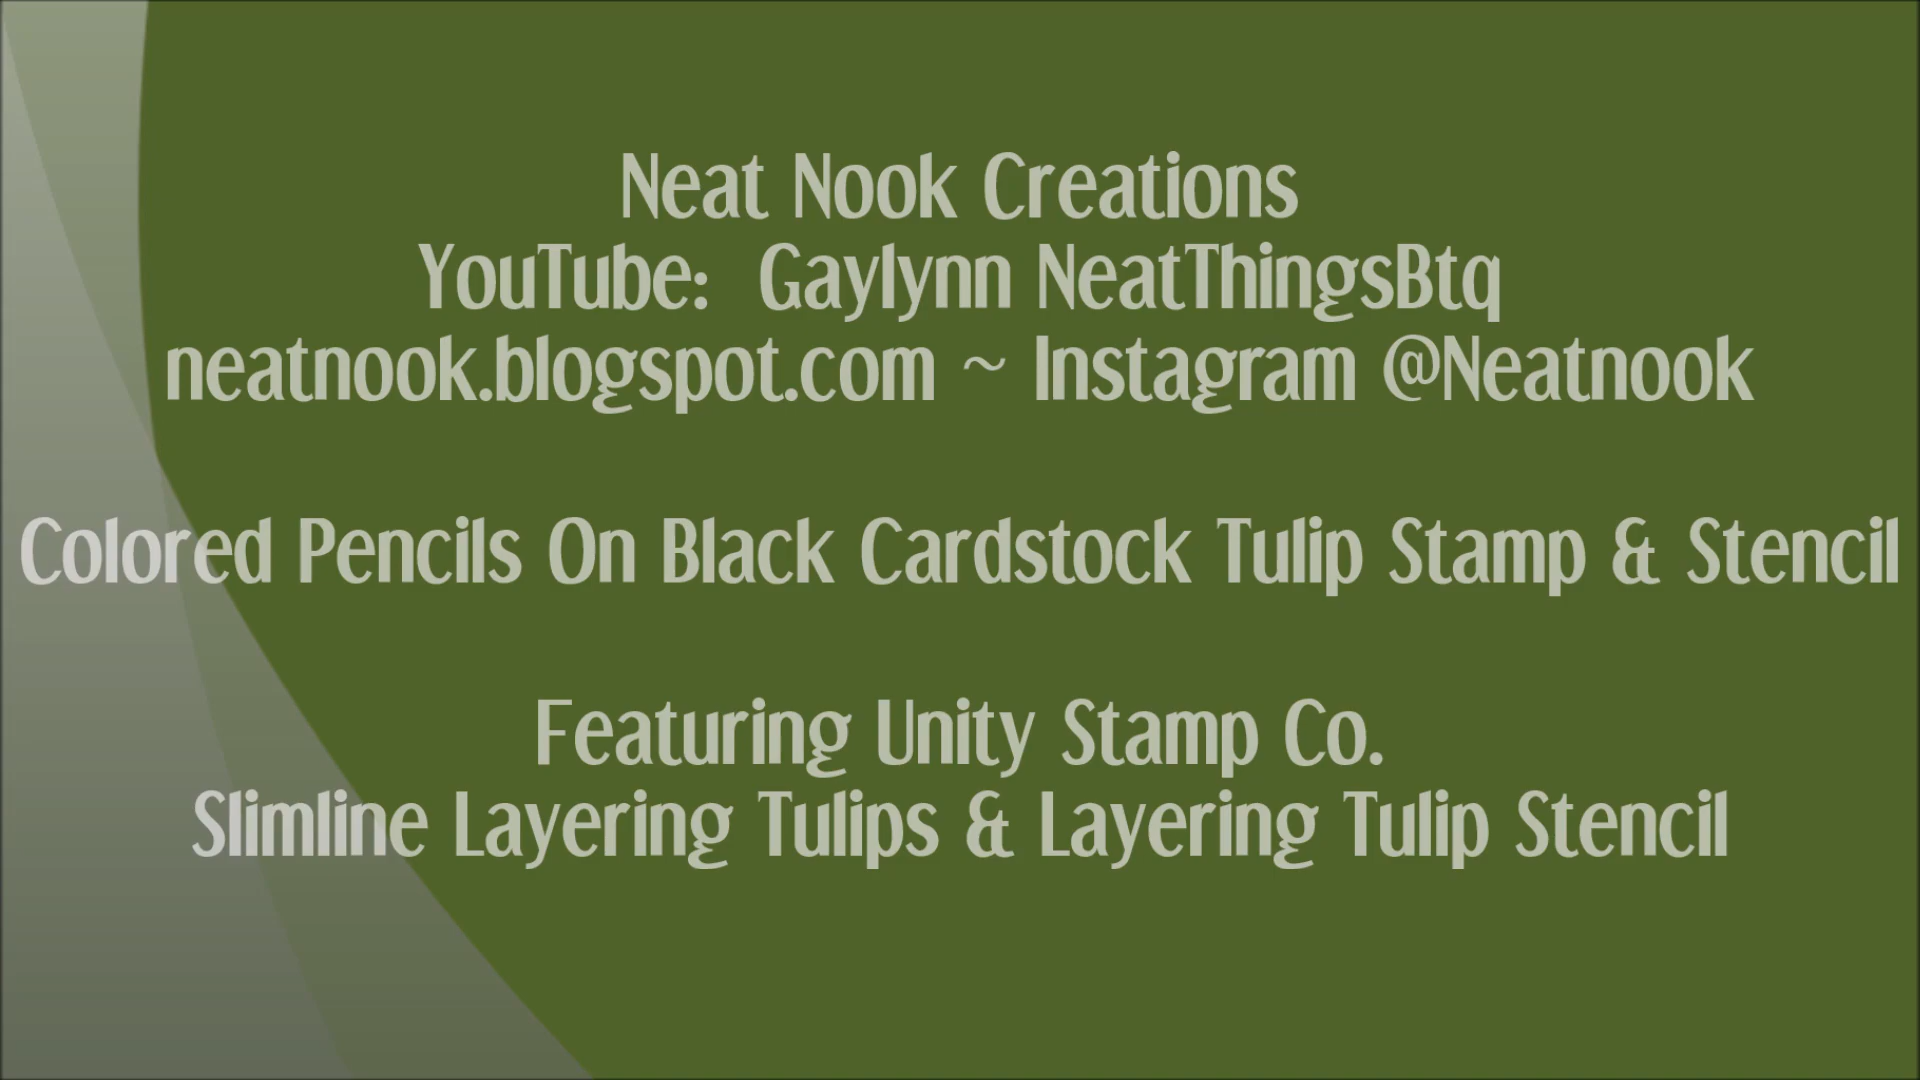 Neat Nook Creations
YouTube:  Gaylynn NeatThingsBtq
neatnook.blogspot.com ~ Instagram @Neatnook
Colored Pencils On Black Cardstock Tulip Stamp & Stencil
Featuring Unity Stamp Co.
Slimline Layering Tulips & Layering Tulip Stencil